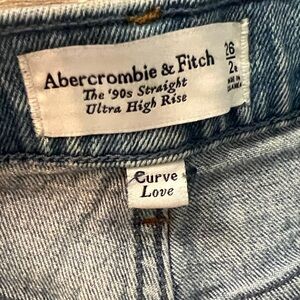 Abercrombie & Fitch
The '90s Straight
Ultra High Rise
26
Curve
Love